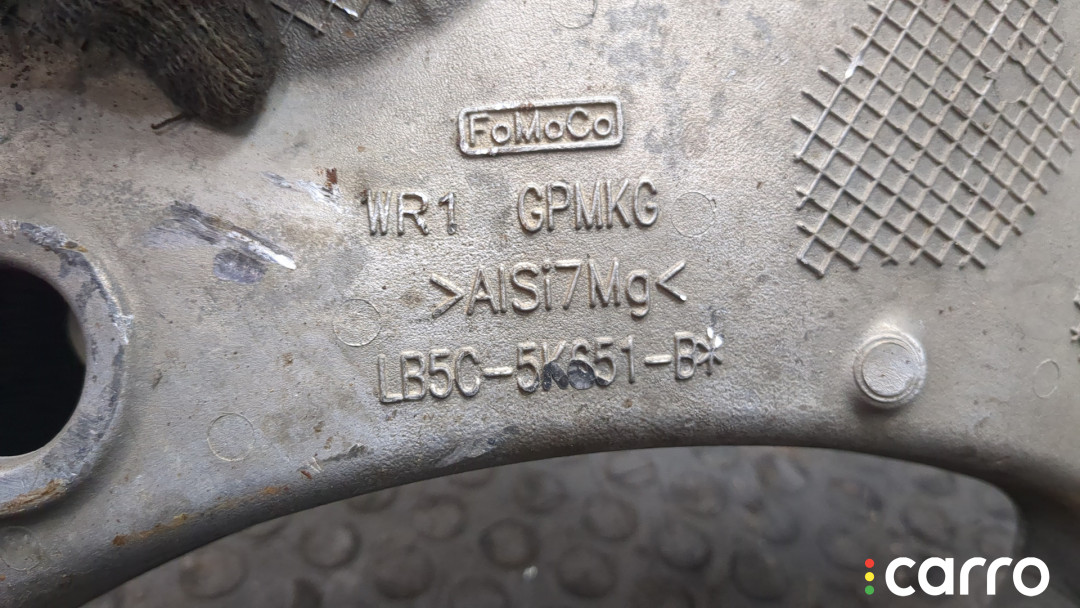 FoMoCo
WR1 GPMKG
>AlSi7Mg<
LB5C-5K651-B*
carro